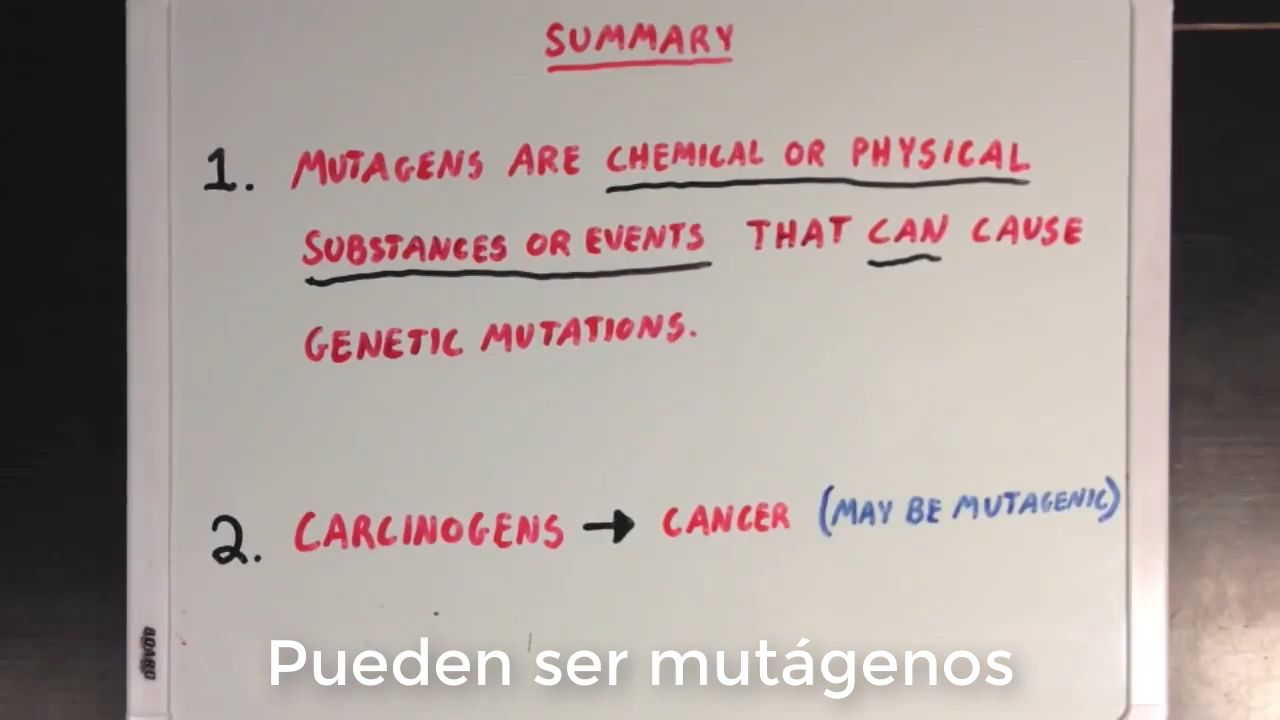 SUMMARY
1. MUTAGENS ARE CHEMICAL OR PHYSICAL
SUBSTANCES OR EVENTS THAT CAN CAUSE
GENETIC MUTATIONS.
2. CARCINOGENS → CANCER (MAY BE MUTAGENIC)
BOARD
Pueden ser mutágenos